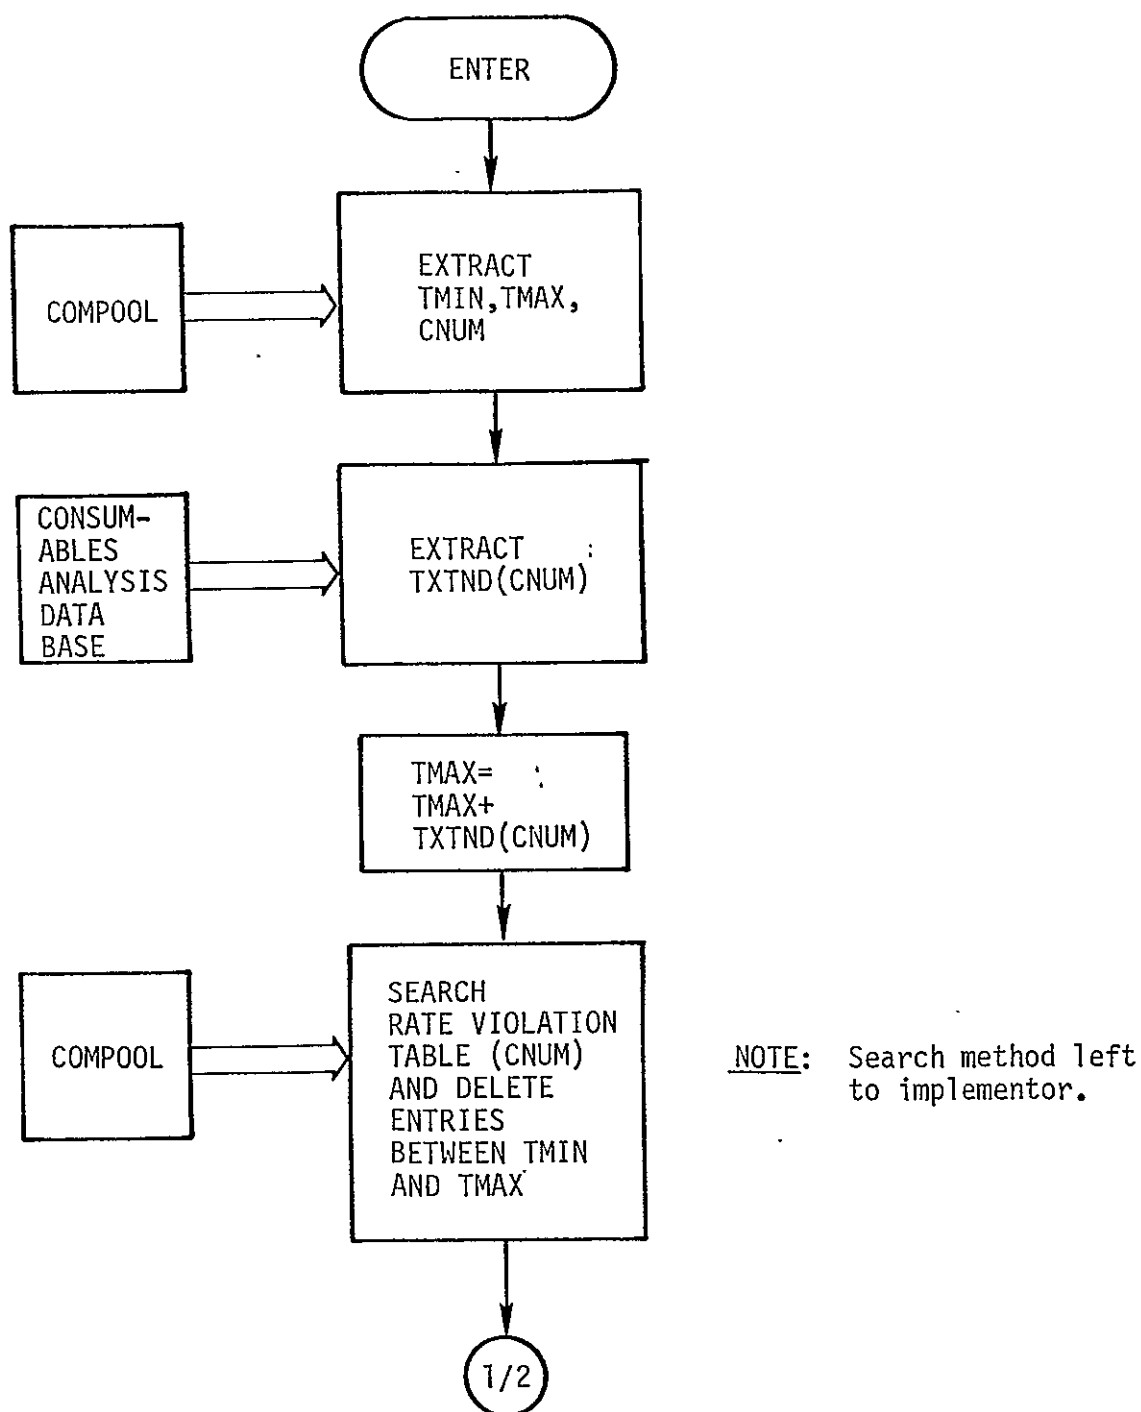 ENTER
COMPOOL
EXTRACT
TMIN,TMAX,
CNUM
CONSUM-
ABLES
ANALYSIS
DATA
BASE
EXTRACT
TXTND(CNUM)
TMAX=
TMAX+
TXTND(CNUM)
COMPOOL
SEARCH
RATE VIOLATION
TABLE (CNUM)
AND DELETE
ENTRIES
BETWEEN TMIN
AND TMAX
NOTE: Search method left
to implementor.
1/2